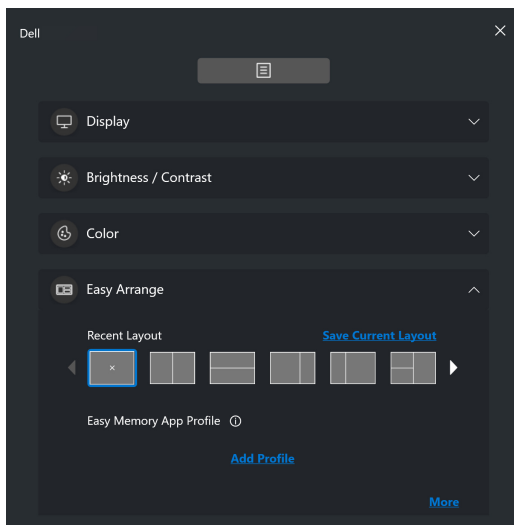 Dell
Display
Brightness / Contrast
Color
Easy Arrange
Recent Layout
Save Current Layout
Easy Memory App Profile
Add Profile
More